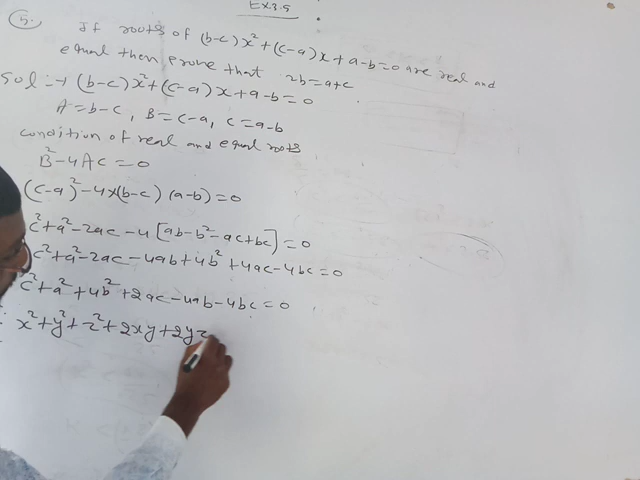 Ex3.5
5. If roots of (b-c)x²+(c-a)x+a-b=0 are real and
equal then prove that 2b=a+c
Sol:→ (b-c)x²+(c-a)x+a-b=0
A=b-c, B=c-a, C=a-b
condition of real and equal roots
B²-4AC=0
(c-a)²-4×(b-c)(a-b)=0
c²+a²-2ac-4[ab-b²-ac+bc]=0
c²+a²-2ac-4ab+4b²+4ac-4bc=0
c²+a²+4b²+2ac-4ab-4bc=0
∵ x²+y²+z²+2xy+2yz